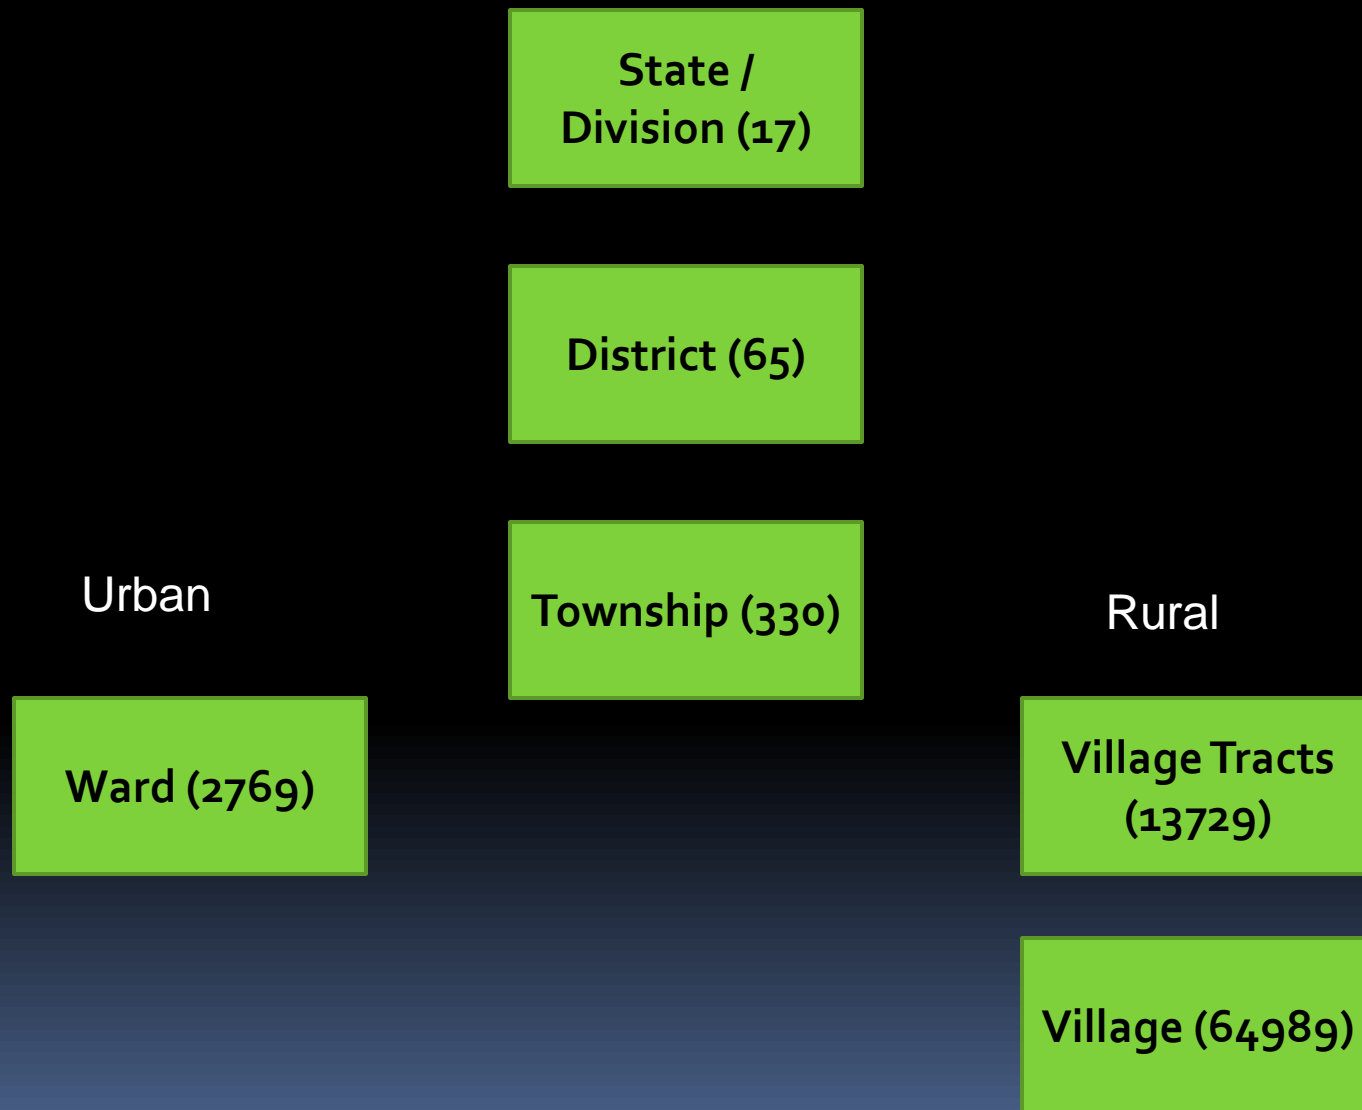 State /
Division (17)
District (65)
Township (330)
Urban
Rural
Ward (2769)
Village Tracts
(13729)
Village (64989)